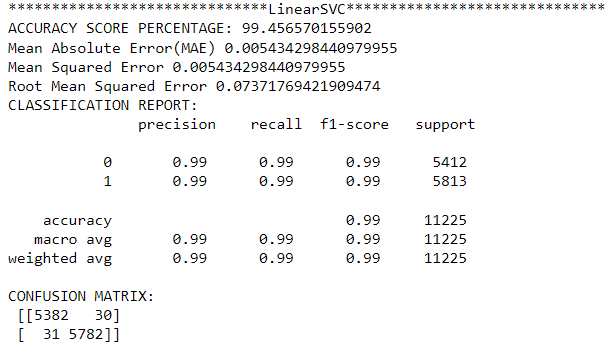 ******************************LinearSVC******************************
ACCURACY SCORE PERCENTAGE: 99.456570155902
Mean Absolute Error(MAE) 0.005434298440979955
Mean Squared Error 0.005434298440979955
Root Mean Squared Error 0.07371769421909474
CLASSIFICATION REPORT:
precision recall f1-score support
0 0.99 0.99 0.99 5412
1 0.99 0.99 0.99 5813
accuracy 0.99 11225
macro avg 0.99 0.99 0.99 11225
weighted avg 0.99 0.99 0.99 11225
CONFUSION MATRIX:
[[5382 30]
[ 31 5782]]